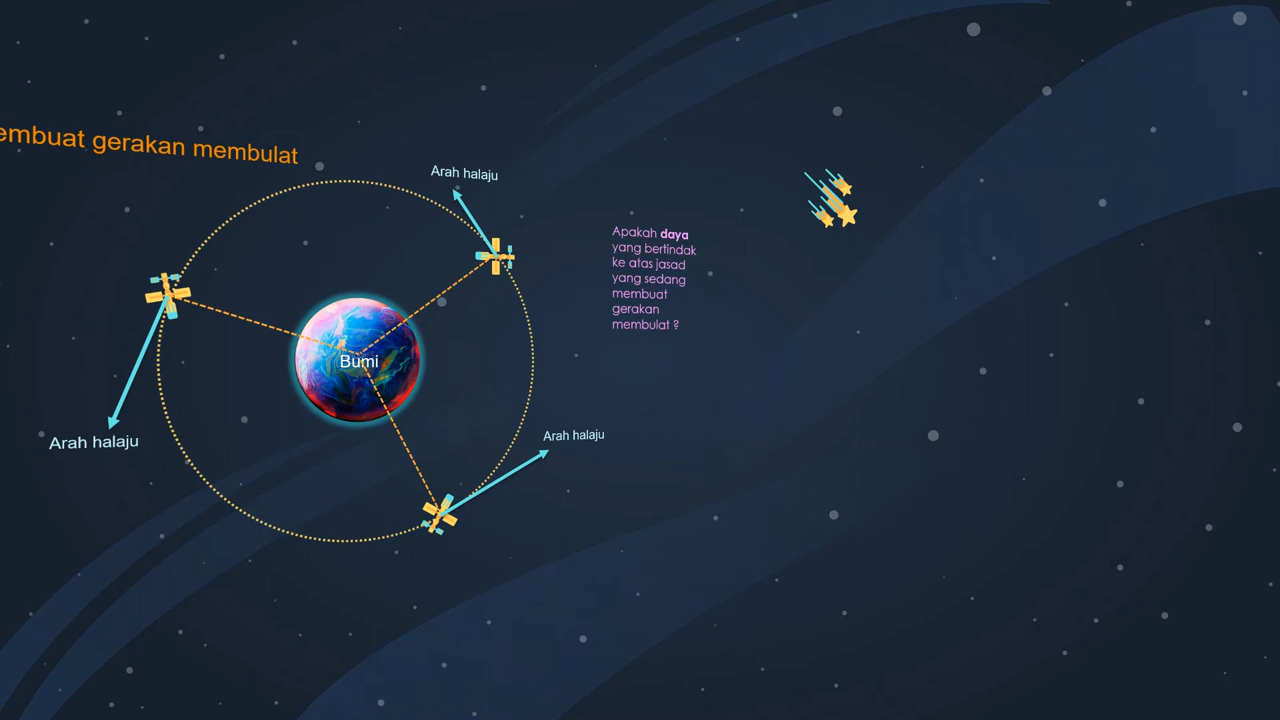 embuat gerakan membulat
Arah halaju
Apakah daya
yang bertindak
ke atas jasad
yang sedang
membuat
gerakan
membulat ?
Bumi
Arah halaju
Arah halaju